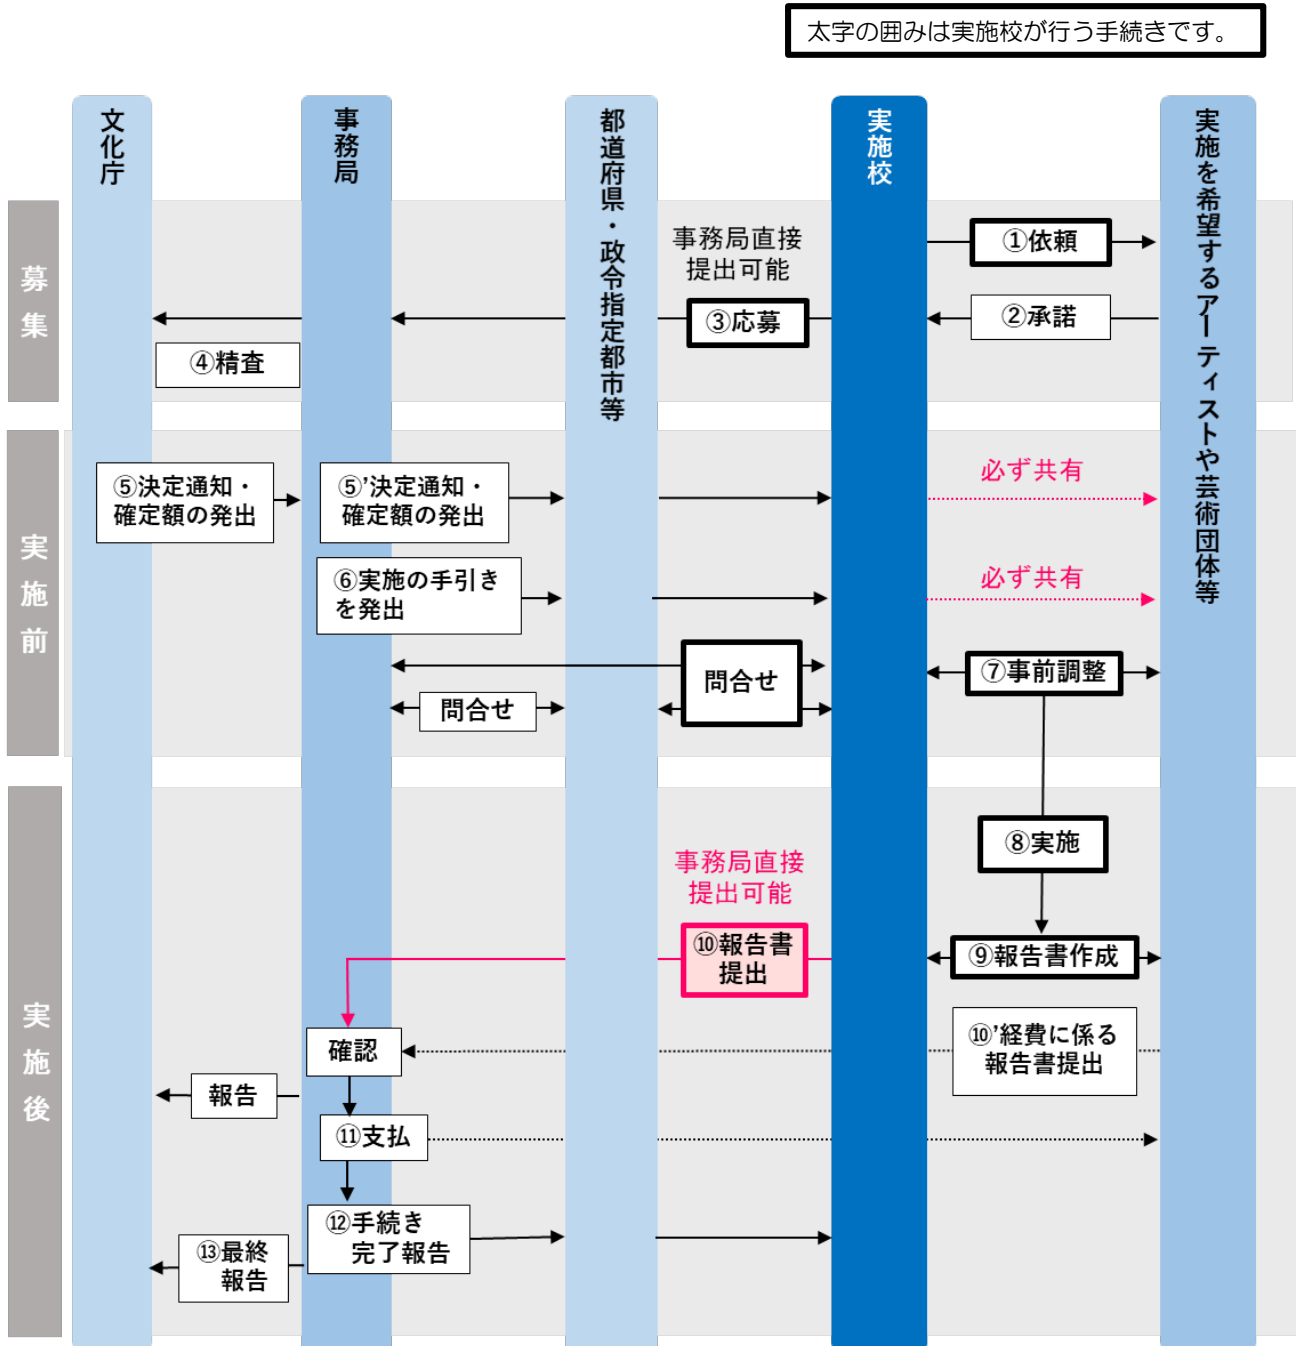 太字の囲みは実施校が行う手続きです。
文化庁
事務局
都道府県・政令指定都市等
実施校
実施を希望するアーティストや芸術団体等
募集
事務局直接
提出可能
①依頼
②承諾
③応募
④精査
実施前
⑤決定通知・
確定額の発出
⑤’決定通知・
確定額の発出
必ず共有
⑥実施の手引き
を発出
必ず共有
問合せ
問合せ
⑦事前調整
実施後
⑧実施
事務局直接
提出可能
⑩報告書
提出
⑨報告書作成
確認
⑩’経費に係る
報告書提出
報告
⑪支払
⑫手続き
完了報告
⑬最終
報告